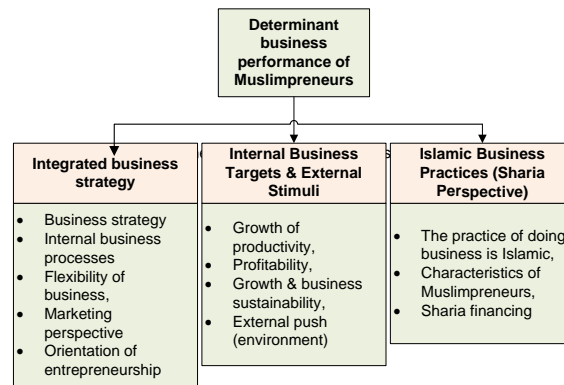 Determinant
business
performance of
Muslimpreneurs
Integrated business
strategy
• Business strategy
• Internal business
processes
• Flexibility of
business,
• Marketing
perspective
• Orientation of
entrepreneurship
Internal Business
Targets & External
Stimuli
• Growth of
productivity,
• Profitability,
• Growth & business
sustainability,
• External push
(environment)
Islamic Business
Practices (Sharia
Perspective)
• The practice of doing
business is Islamic,
• Characteristics of
Muslimpreneurs,
• Sharia financing